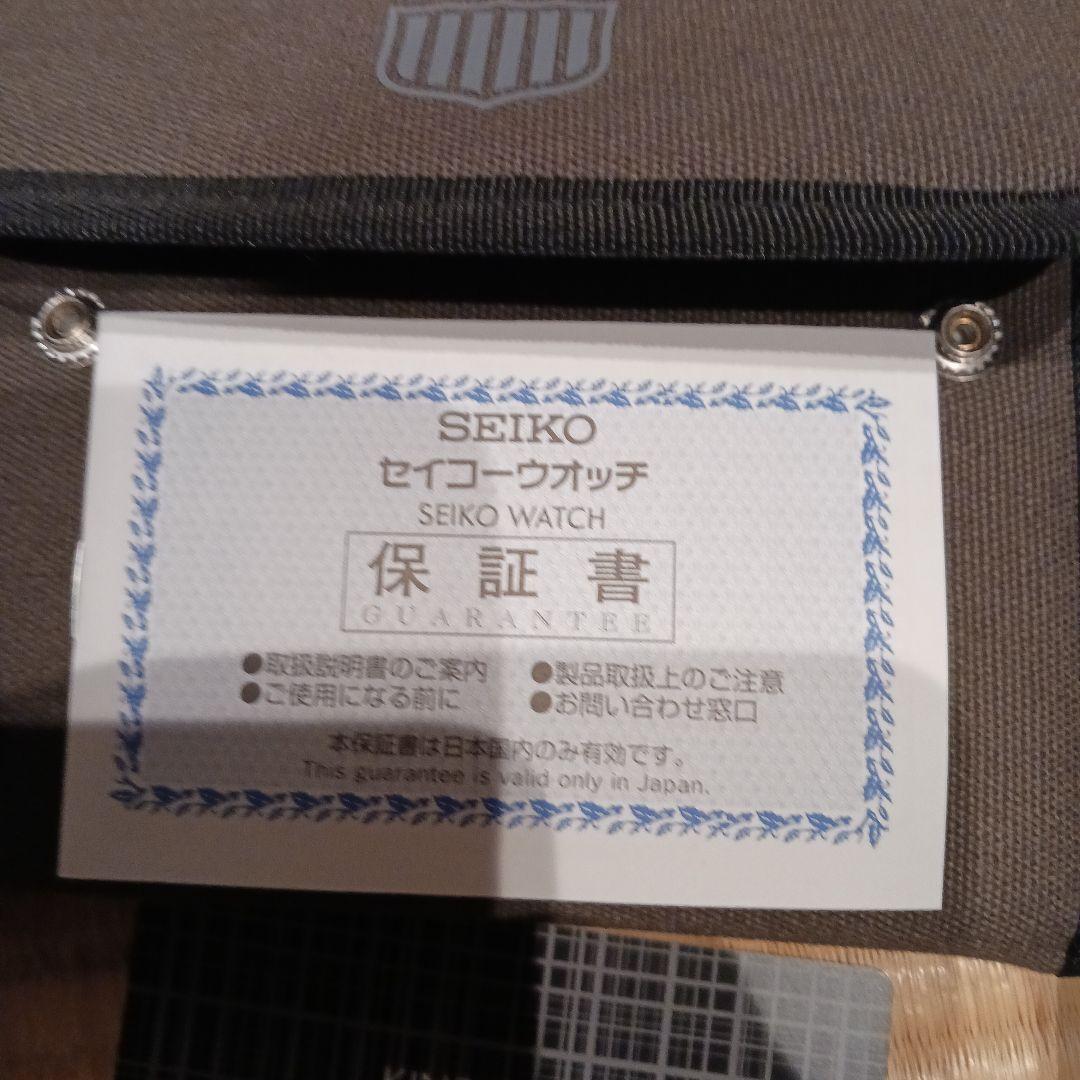 SEIKO
セイコーウオッチ
SEIKO WATCH
保証書
GUARANTEE
●取扱説明書のご案内 ●製品取扱上のご注意
●ご使用になる前に ●お問い合わせ窓口
本保証書は日本国内のみ有効です。
This guarantee is valid only in Japan.